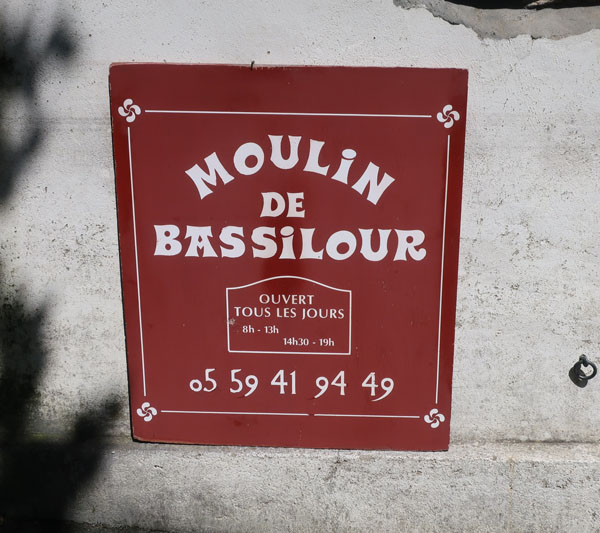 MOULiN
DE
BASSiLOUR
OUVERT
TOUS LES JOURS
8h - 13h
14h30 - 19h
05 59 41 94 49